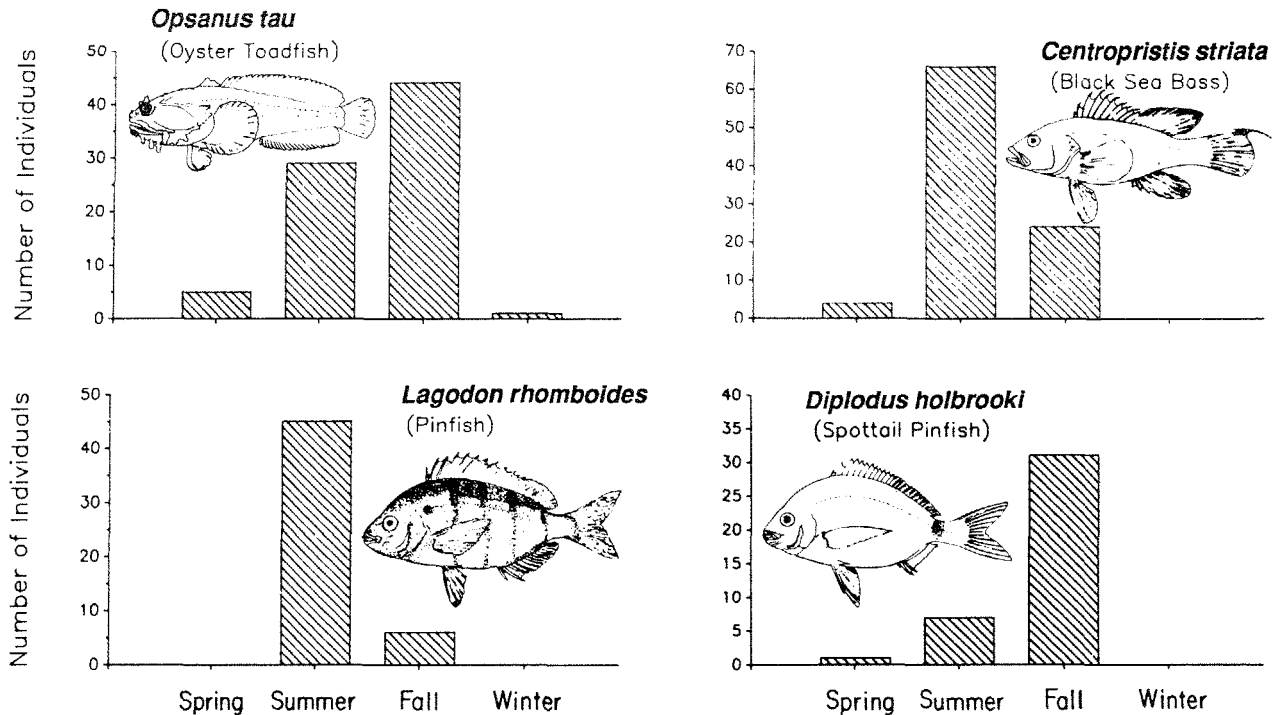 Opsanus tau
(Oyster Toadfish)
Number of Individuals
50
40
30
20
10
0
Centropristis striata
(Black Sea Bass)
70
60
50
40
30
20
10
0
Lagodon rhomboides
(Pinfish)
Number of Individuals
50
40
30
20
10
0
Spring Summer Fall Winter
Diplodus holbrooki
(Spottail Pinfish)
40
35
30
25
20
15
10
5
0
Spring Summer Fall Winter